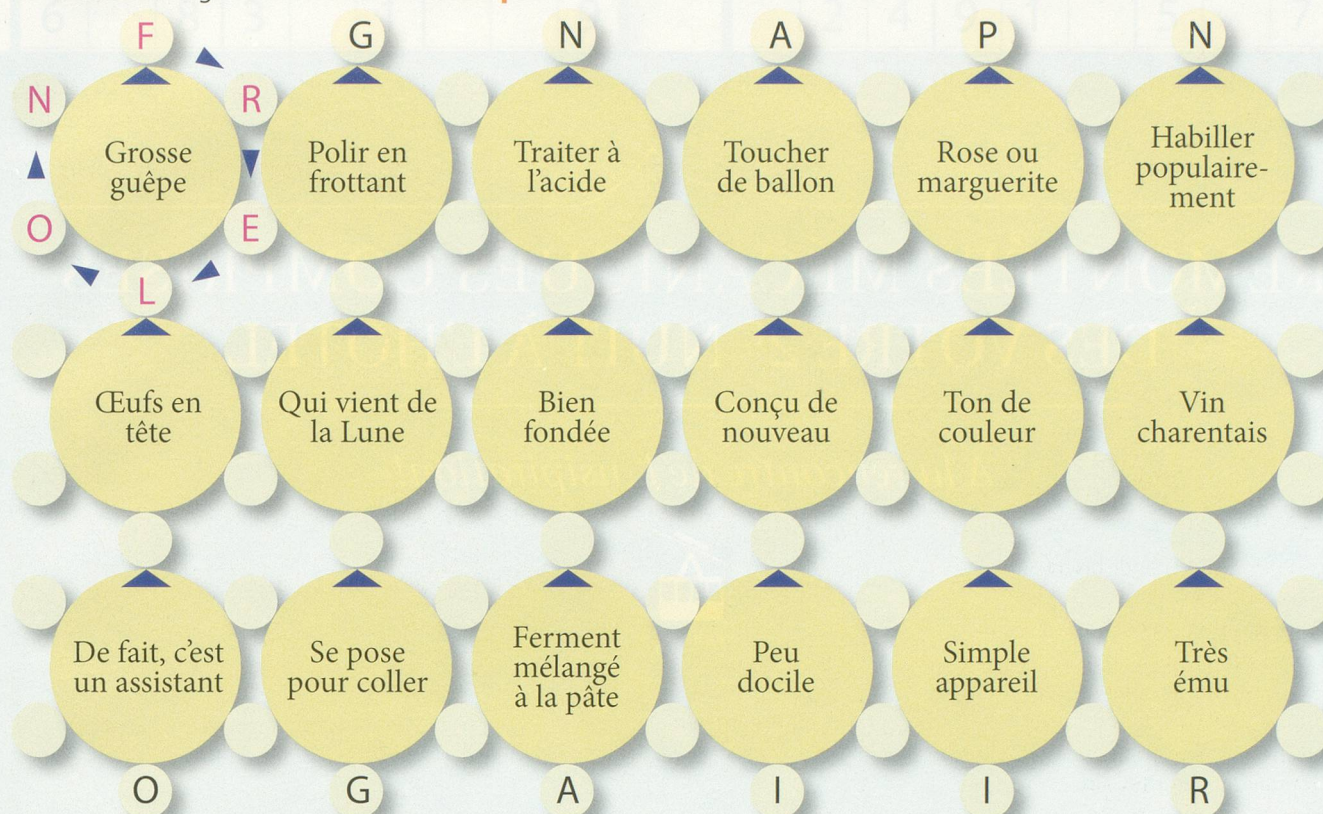 F G N A P N
N R
Grosse
guêpe
Polir en
frottant
Traiter à
l'acide
Toucher
de ballon
Rose ou
marguerite
Habiller
populaire-
ment
O E
L
Œufs en
tête
Qui vient de
la Lune
Bien
fondée
Conçu de
nouveau
Ton de
couleur
Vin
charentais
De fait, c'est
un assistant
Se pose
pour coller
Ferment
mélangé
à la pâte
Peu
docile
Simple
appareil
Très
ému
O G A I I R